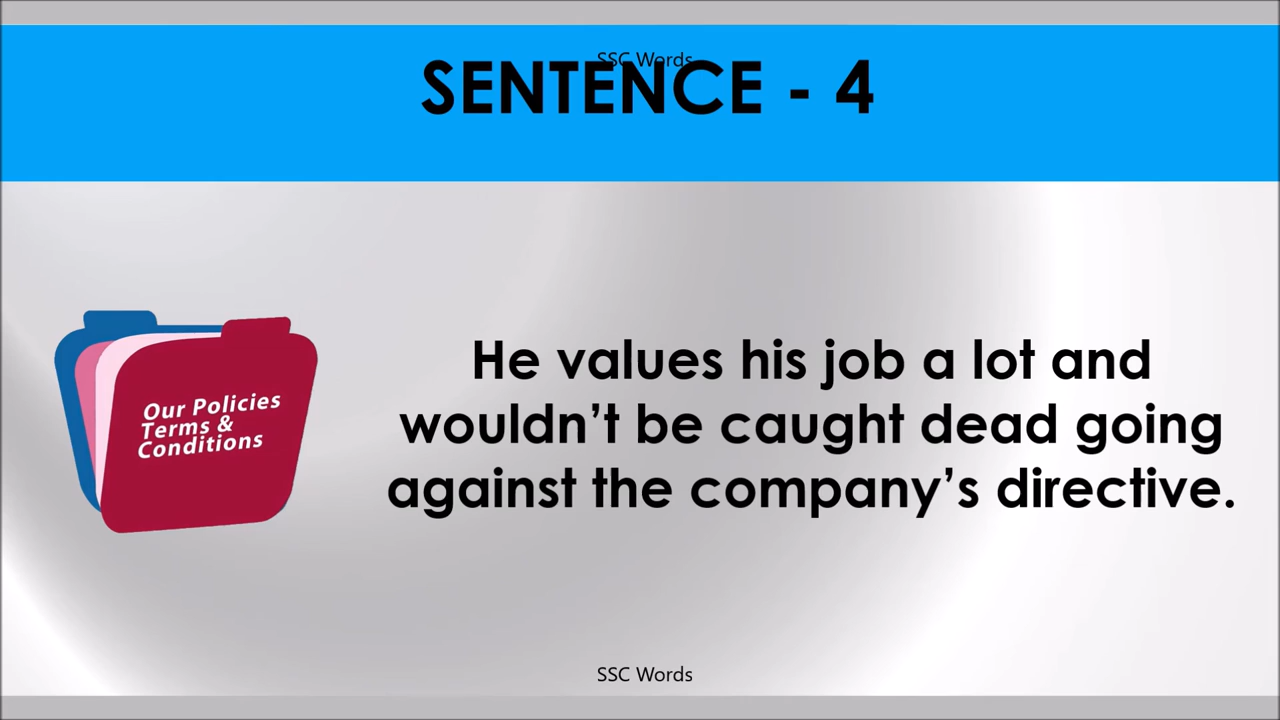 SSC Words
SENTENCE - 4
Our Policies
Terms &
Conditions
He values his job a lot and
wouldn’t be caught dead going
against the company’s directive.
SSC Words